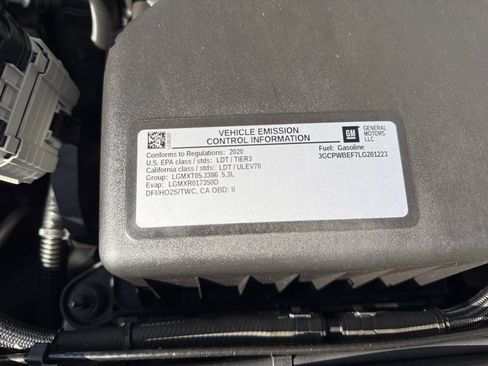 VEHICLE EMISSION
CONTROL INFORMATION
GM
GENERAL
MOTORS
LLC
Conforms to Regulations: 2020
U.S. EPA class / stds: LDT / TIER3
California class / stds: LDT / ULEV70
Group: LGMXT05.3386 5.3L
Evap: LGMXR017350D
DFI/HO2S/TWC, CA OBD: II
Fuel: Gasoline
3GCPWBEF7LG201223